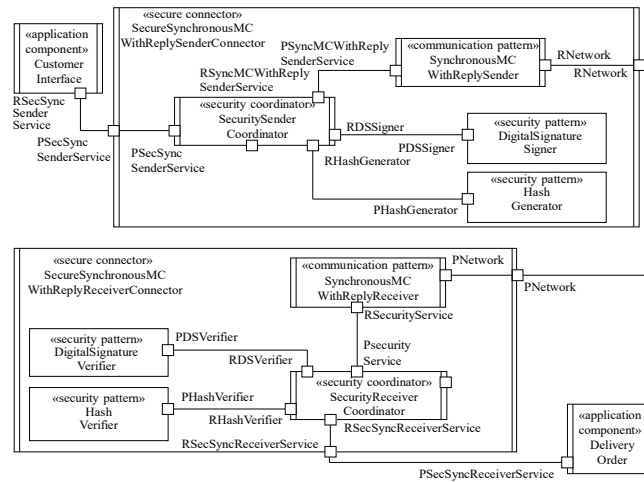 «application
component»
Customer
Interface
RSecSync
Sender
Service
PSecSync
SenderService
«secure connector»
SecureSynchronousMC
WithReplySenderConnector
PSyncMCWithReply
SenderService
«communication pattern»
SynchronousMC
WithReplySender
RNetwork
RNetwork
RSyncMCWithReply
SenderService
«security coordinator»
SecuritySender
Coordinator
PSecSync
SenderService
RDSSigner
PDSSigner
RHashGenerator
PHashGenerator
«security pattern»
DigitalSignature
Signer
«security pattern»
Hash
Generator
«secure connector»
SecureSynchronousMC
WithReplyReceiverConnector
«communication pattern»
SynchronousMC
WithReplyReceiver
PNetwork
PNetwork
RSecurityService
Psecurity
Service
«security pattern»
DigitalSignature
Verifier
PDSVerifier
RDSVerifier
«security pattern»
Hash
Verifier
PHashVerifier
RHashVerifier
«security coordinator»
SecurityReceiver
Coordinator
RSecSyncReceiverService
RSecSyncReceiverService
PSecSyncReceiverService
«application
component»
Delivery
Order